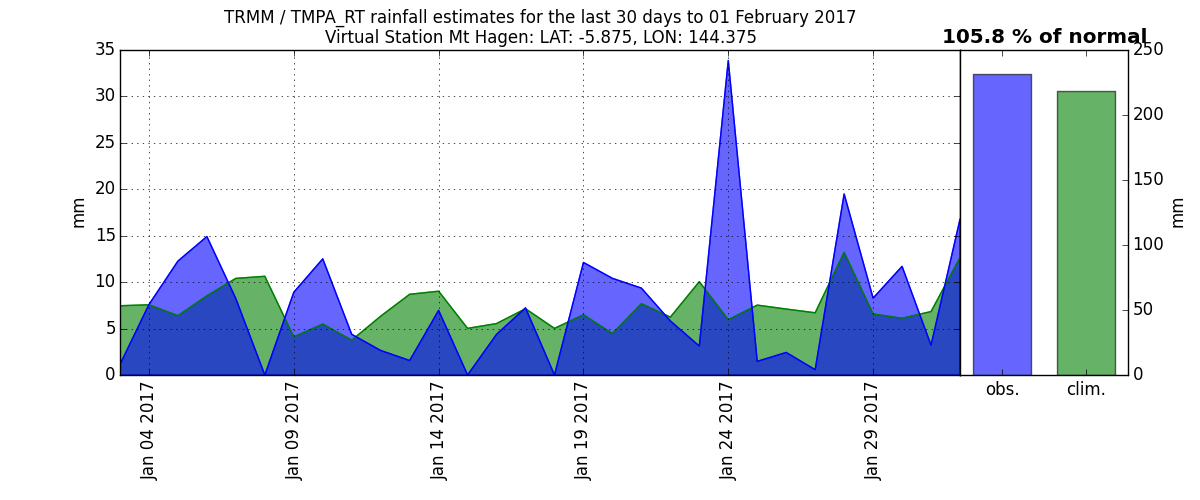 TRMM / TMPA_RT rainfall estimates for the last 30 days to 01 February 2017
Virtual Station Mt Hagen: LAT: -5.875, LON: 144.375
105.8 % of normal
35
30
25
20
15
10
5
0
mm
Jan 04 2017
Jan 09 2017
Jan 14 2017
Jan 19 2017
Jan 24 2017
Jan 29 2017
250
200
150
100
50
0
mm
obs.
clim.